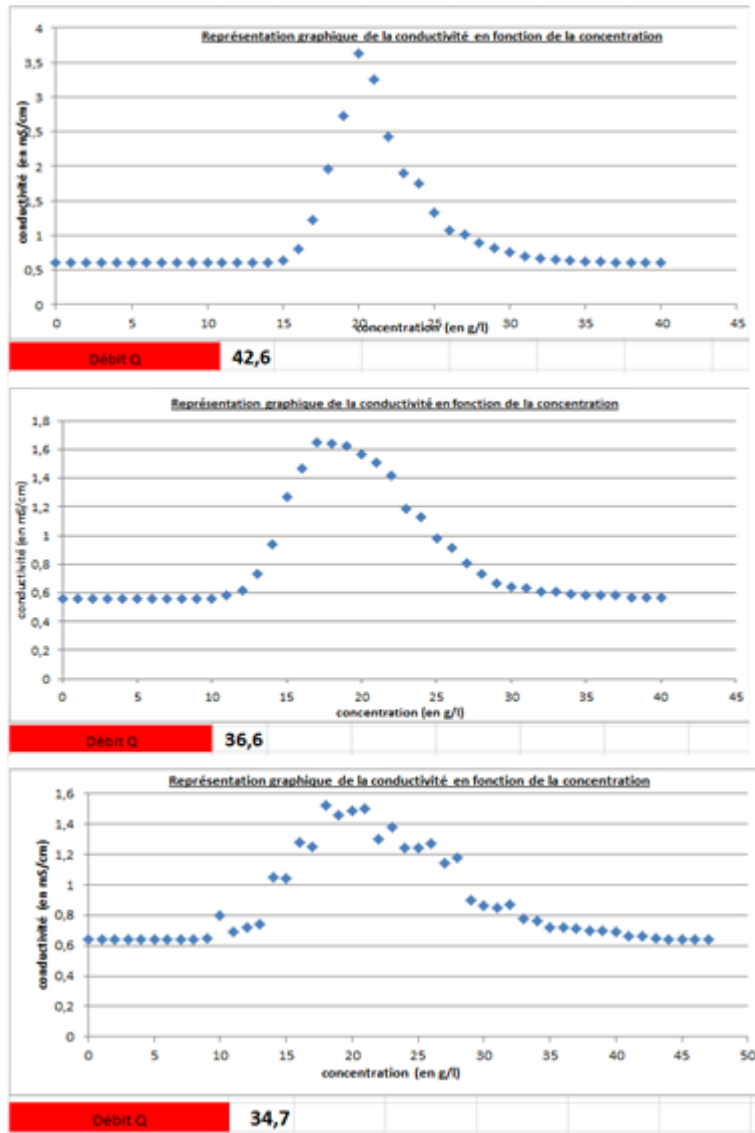 Représentation graphique de la conductivité en fonction de la concentration
4
3,5
3
2,5
2
1,5
1
0,5
0
conductivité (en mS/cm)
0 5 10 15 20 25 30 35 40 45
concentration (en g/l)
Débit Q 42,6
Représentation graphique de la conductivité en fonction de la concentration
1,8
1,6
1,4
1,2
1
0,8
0,6
0,4
0,2
0
conductivité (en mS/cm)
0 5 10 15 20 25 30 35 40 45
concentration (en g/l)
Débit Q 36,6
Représentation graphique de la conductivité en fonction de la concentration
1,6
1,4
1,2
1
0,8
0,6
0,4
0,2
0
conductivité (en mS/cm)
0 5 10 15 20 25 30 35 40 45 50
concentration (en g/l)
Débit Q 34,7